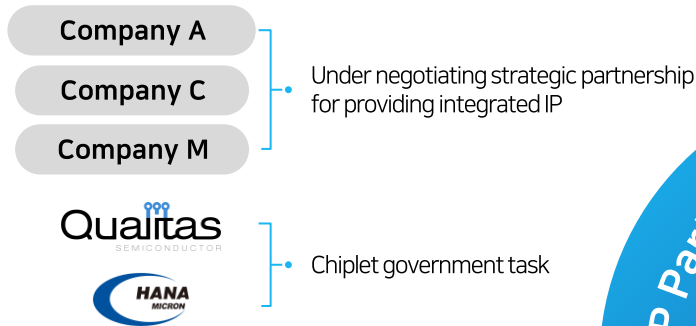 Company A
Company C
Company M
Under negotiating strategic partnership
for providing integrated IP
Qualitas
SEMICONDUCTOR
HANA
MICRON
Chiplet government task